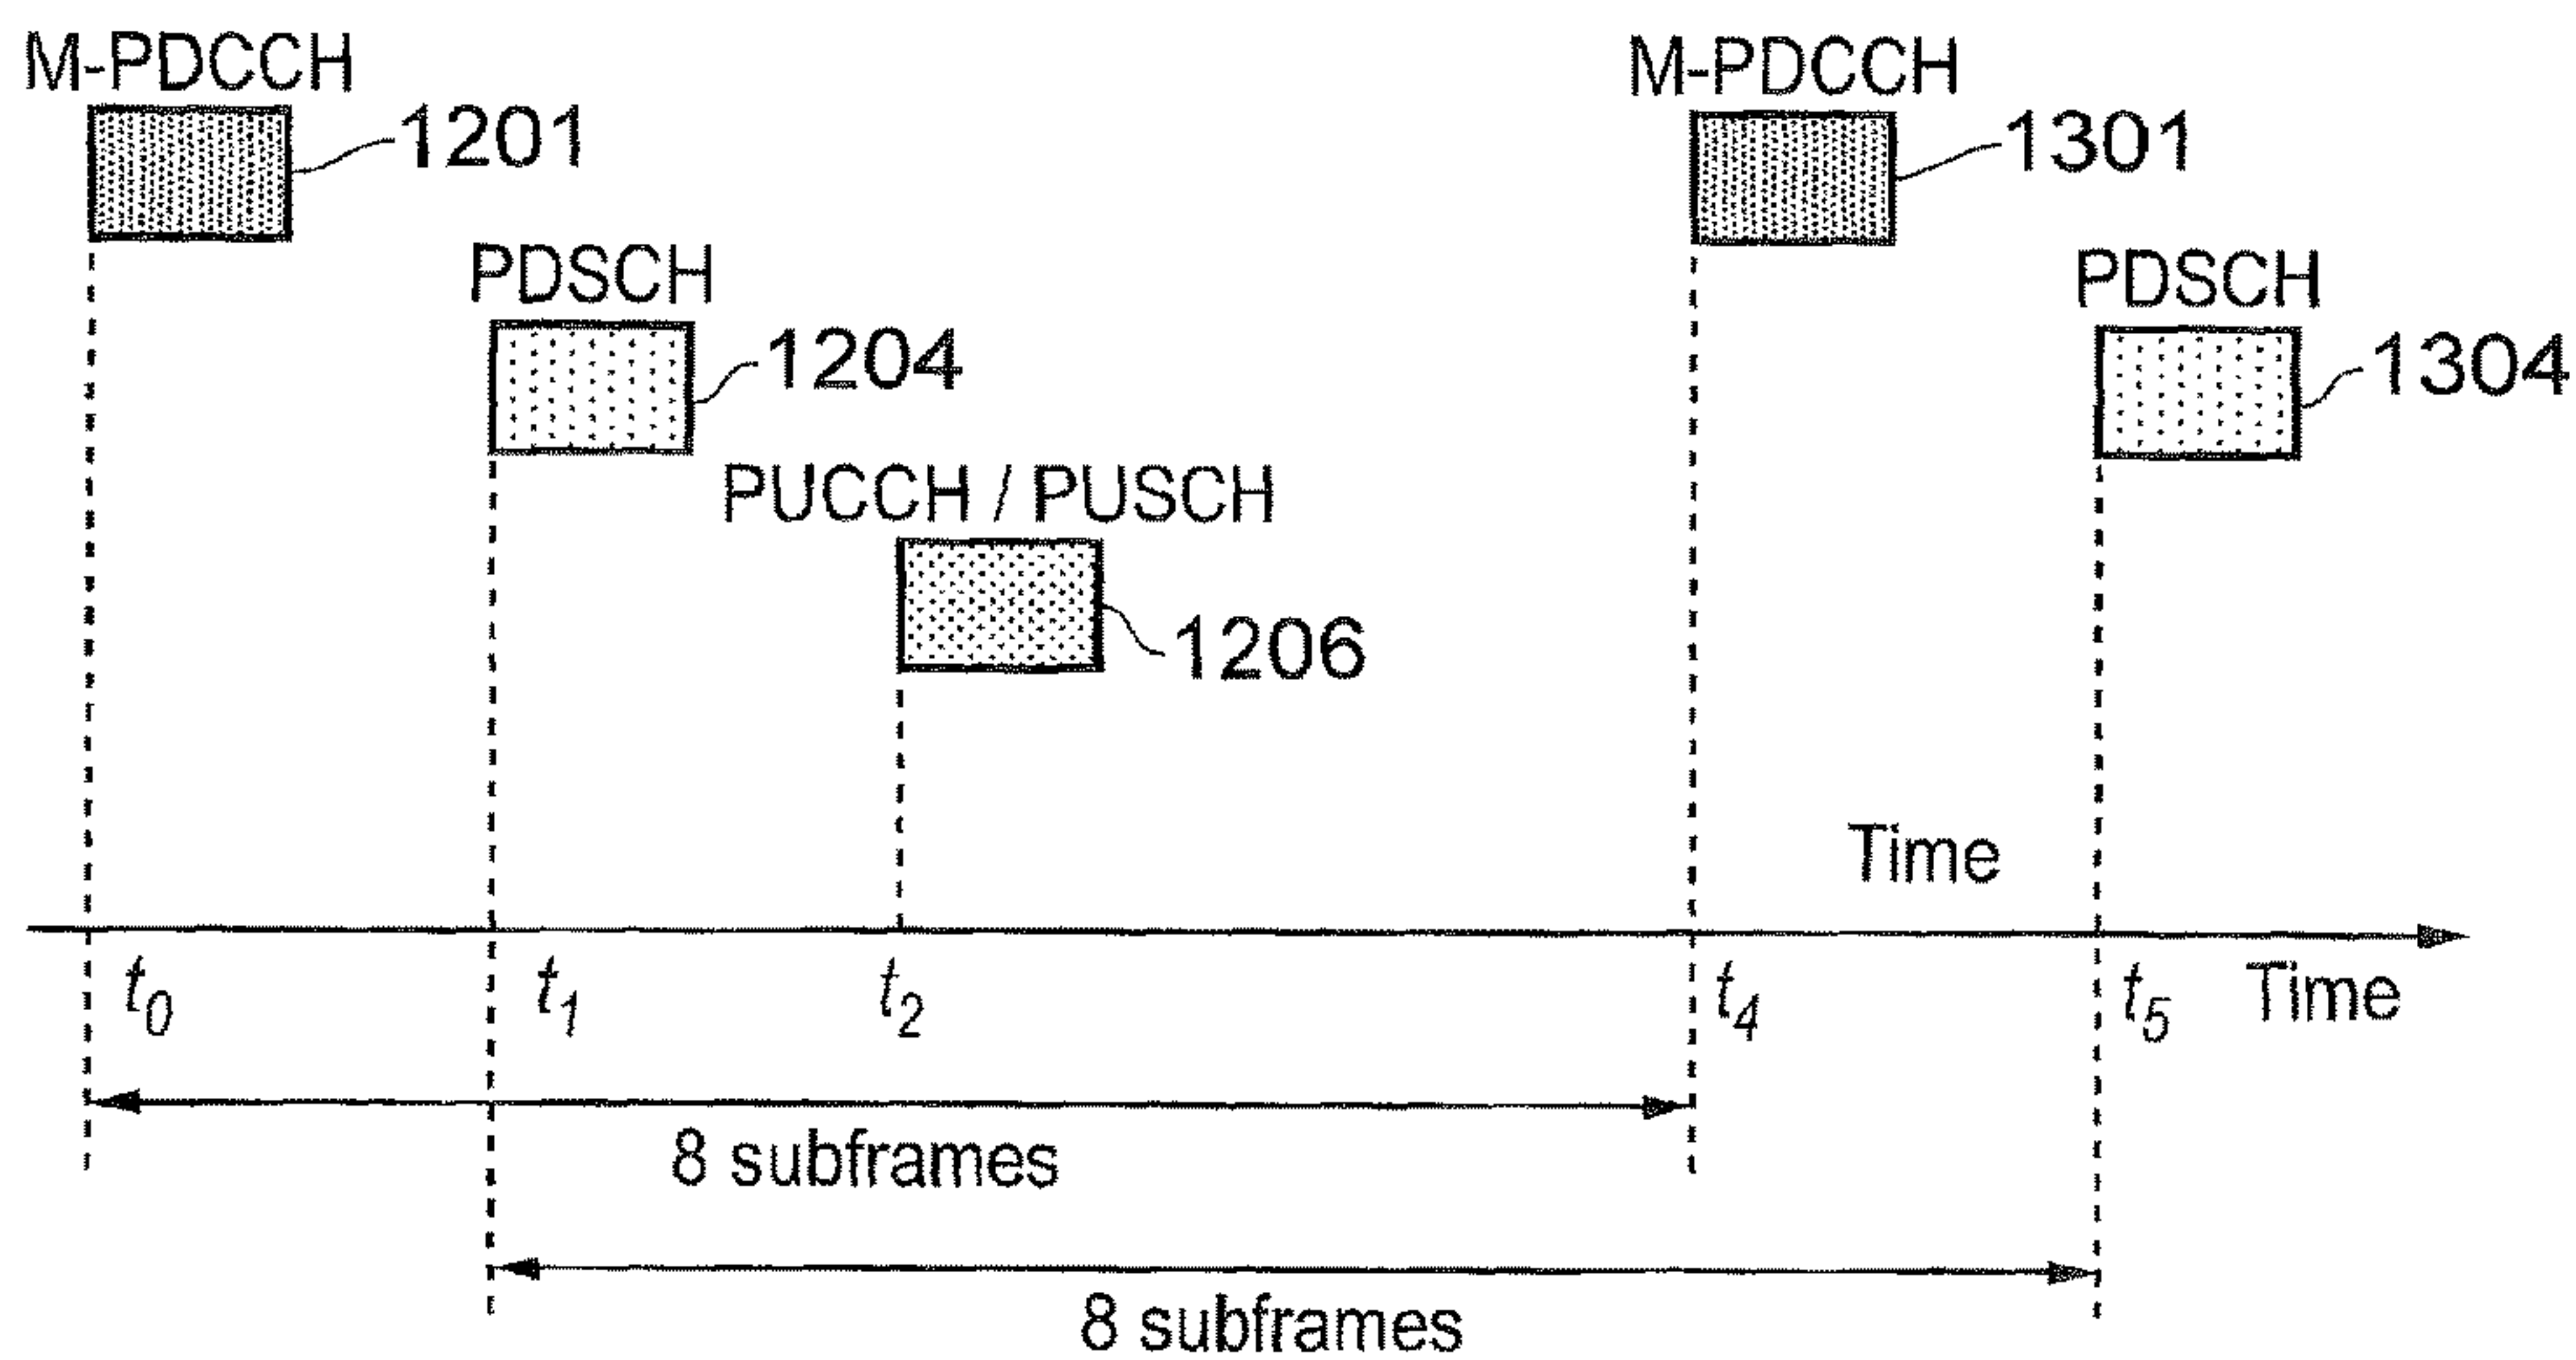 M-PDCCH
1201
M-PDCCH
1301
PDSCH
1204
PDSCH
1304
PUCCH / PUSCH
1206
Time
t0
t1
t2
t4
t5
Time
8 subframes
8 subframes